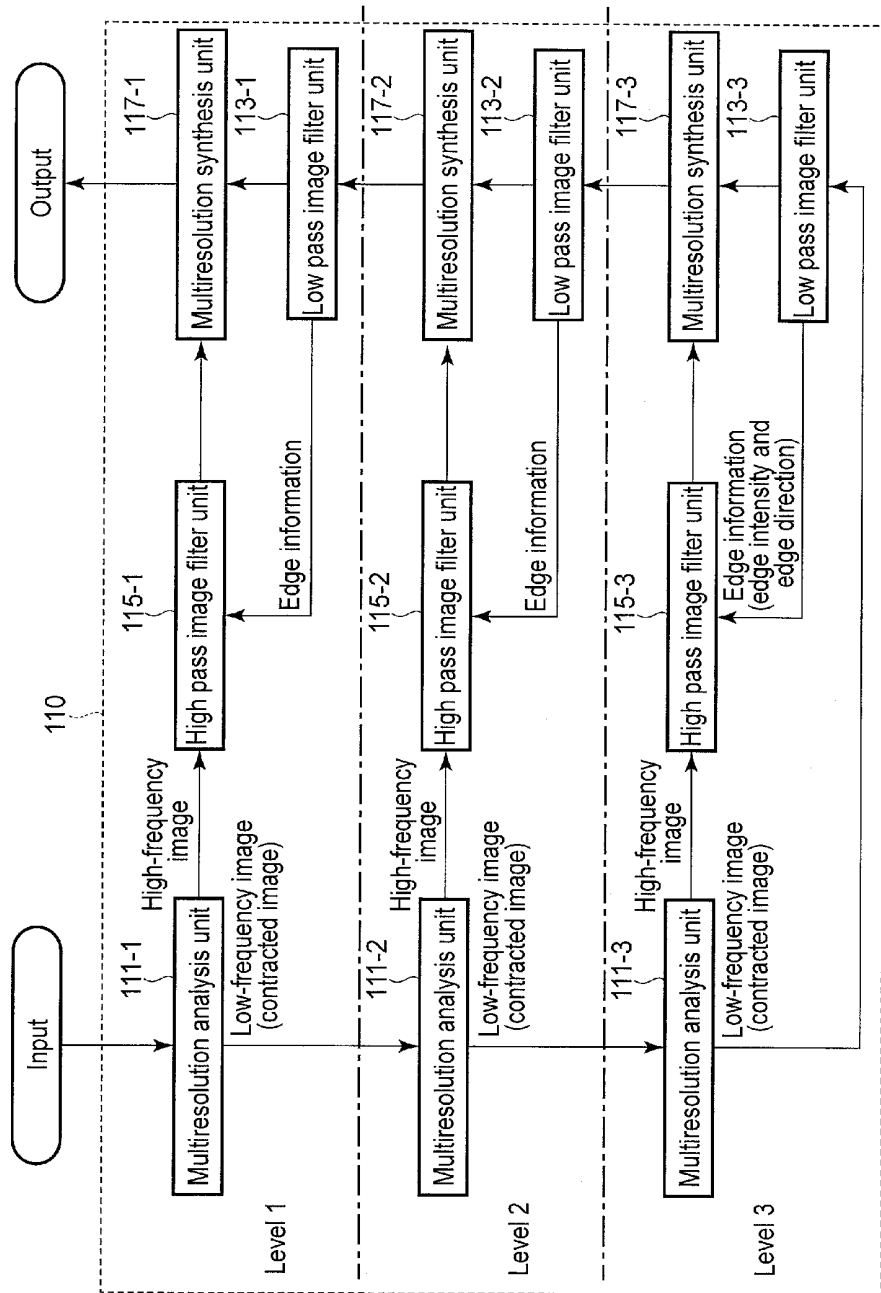 Input
Output
110
Level 1
111-1
Multiresolution analysis unit
High-frequency
image
Low-frequency image
(contracted image)
115-1
High pass image filter unit
Edge information
117-1
Multiresolution synthesis unit
113-1
Low pass image filter unit
Level 2
111-2
Multiresolution analysis unit
High-frequency
image
Low-frequency image
(contracted image)
115-2
High pass image filter unit
Edge information
117-2
Multiresolution synthesis unit
113-2
Low pass image filter unit
Level 3
111-3
Multiresolution analysis unit
High-frequency
image
Low-frequency image
(contracted image)
115-3
High pass image filter unit
Edge information
(edge intensity and
edge direction)
117-3
Multiresolution synthesis unit
113-3
Low pass image filter unit